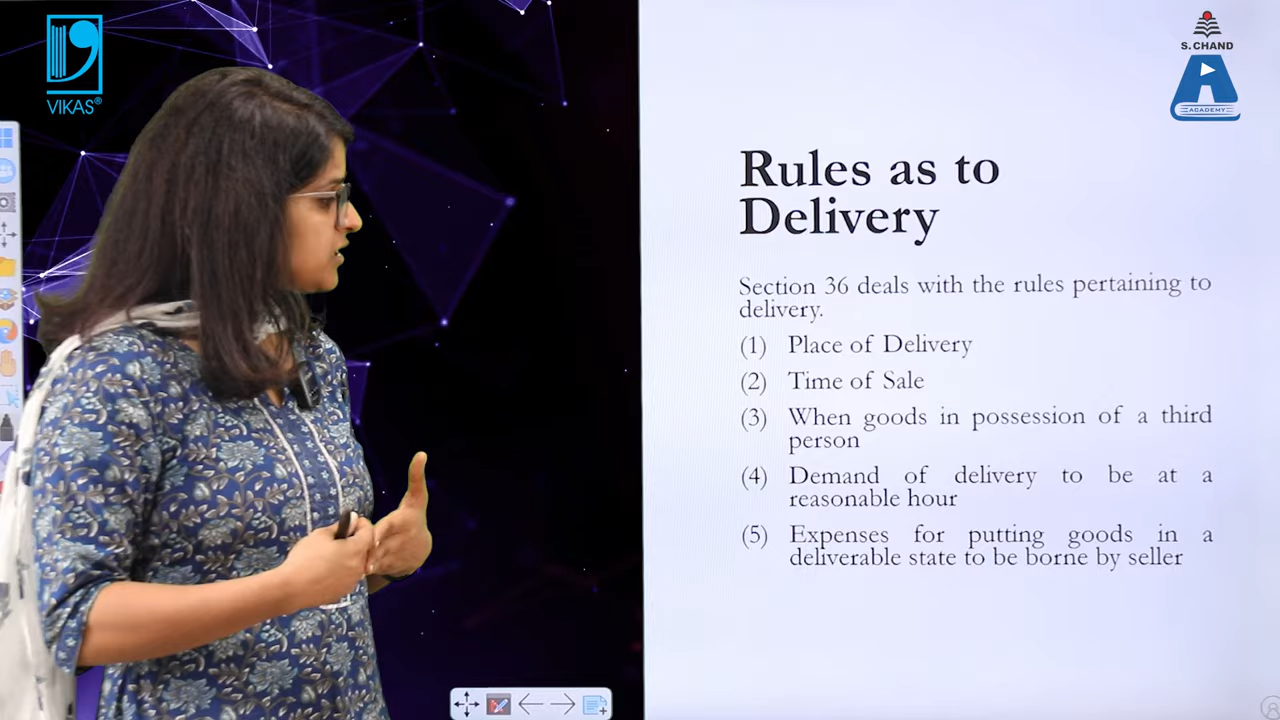 VIKAS®
S. CHAND
ACADEMY
Rules as to
Delivery
Section 36 deals with the rules pertaining to
delivery.
(1) Place of Delivery
(2) Time of Sale
(3) When goods in possession of a third
person
(4) Demand of delivery to be at a
reasonable hour
(5) Expenses for putting goods in a
deliverable state to be borne by seller